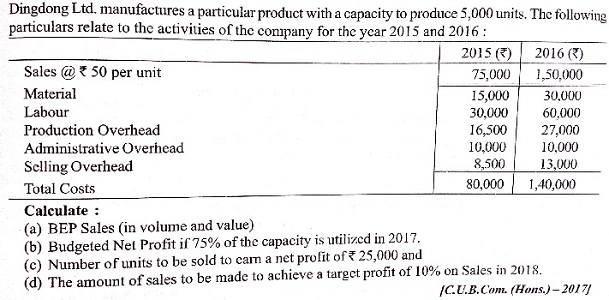 Dingdong Ltd. manufactures a particular product with a capacity to produce 5,000 units. The following
particulars relate to the activities of the company for the year 2015 and 2016 :
2015 (₹) 2016 (₹)
Sales @ ₹ 50 per unit 75,000 1,50,000
Material 15,000 30,000
Labour 30,000 60,000
Production Overhead 16,500 27,000
Administrative Overhead 10,000 10,000
Selling Overhead 8,500 13,000
Total Costs 80,000 1,40,000
Calculate :
(a) BEP Sales (in volume and value)
(b) Budgeted Net Profit if 75% of the capacity is utilized in 2017.
(c) Number of units to be sold to earn a net profit of ₹ 25,000 and
(d) The amount of sales to be made to achieve a target profit of 10% on Sales in 2018.
[C.U.B.Com. (Hons.) – 2017]